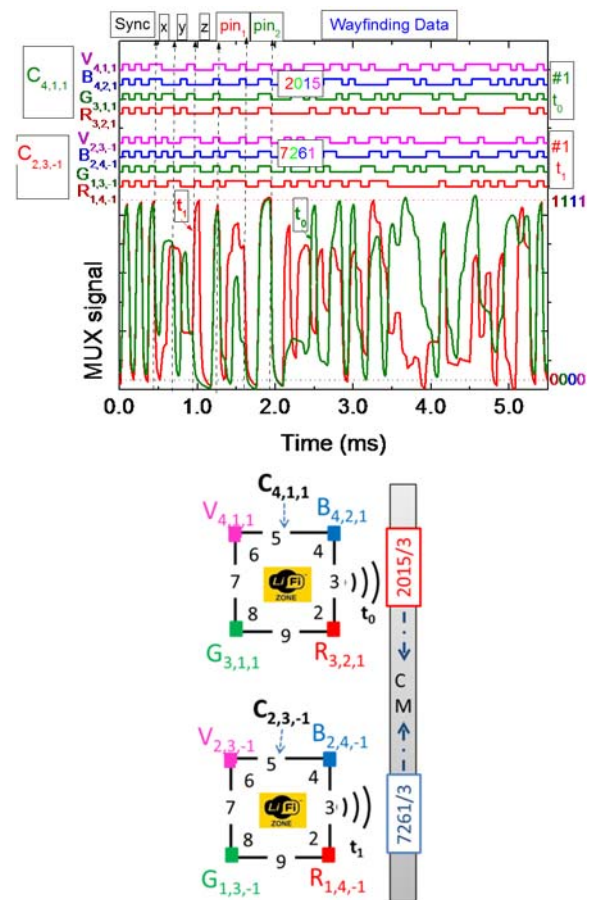 Sync x y z pin1 pin2 Wayfinding Data
C4,1,1
V4,1,1
B4,2,1
G3,1,1
R3,2,1
2015
#1 t0
C2,3,-1
V2,3,-1
B2,4,-1
G1,3,-1
R1,4,-1
7261
#1 t1
t1
t0
1111
0000
MUX signal
0.0 1.0 2.0 3.0 4.0 5.0
Time (ms)
C4,1,1
V4,1,1 B4,2,1
5
6 4
7 3
LiFi
ZONE
8 2
9
t0
G3,1,1 R3,2,1
2015/3
C M
C2,3,-1
V2,3,-1 B2,4,-1
5
6 4
7 3
LiFi
ZONE
8 2
9
t1
G1,3,-1 R1,4,-1
7261/3